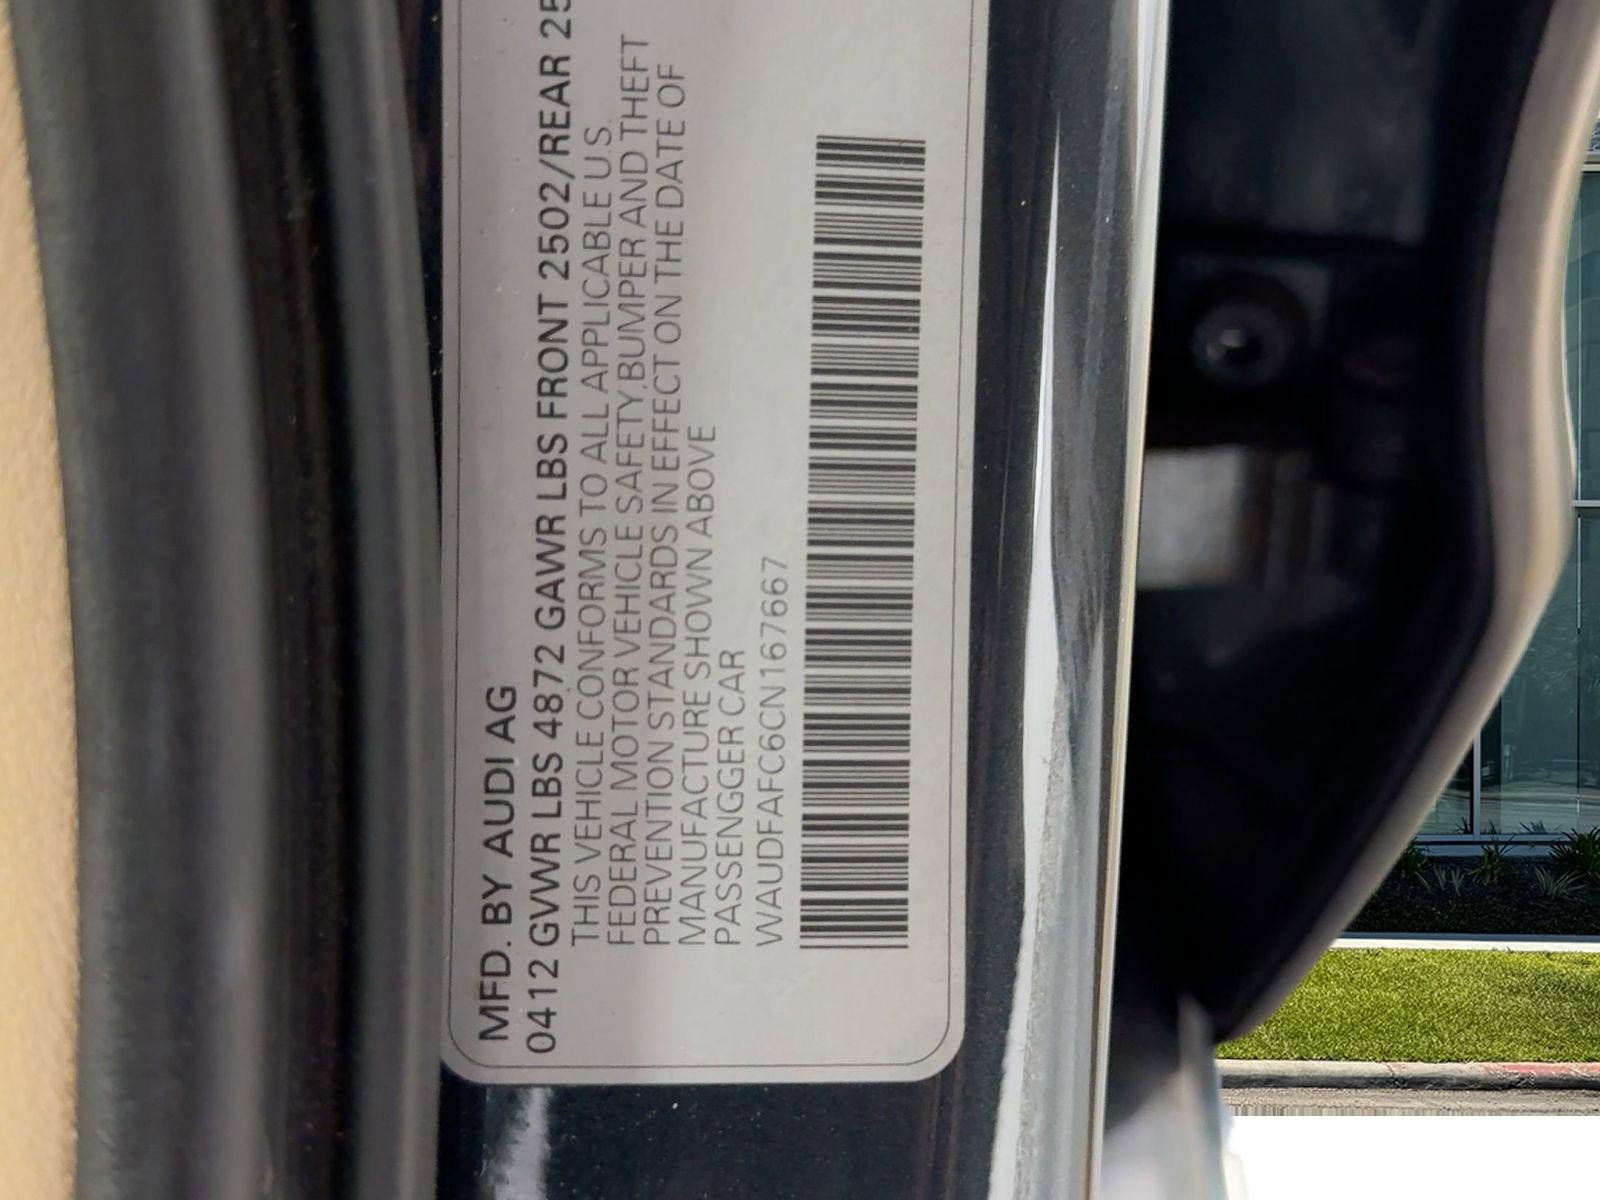 MFD. BY AUDI AG
0412 GVWR LBS 4872 GAWR LBS FRONT 2502/REAR 25
THIS VEHICLE CONFORMS TO ALL APPLICABLE U.S.
FEDERAL MOTOR VEHICLE SAFETY, BUMPER AND THEFT
PREVENTION STANDARDS IN EFFECT ON THE DATE OF
MANUFACTURE SHOWN ABOVE
PASSENGGER CAR
WAUDFAFC6CN167667